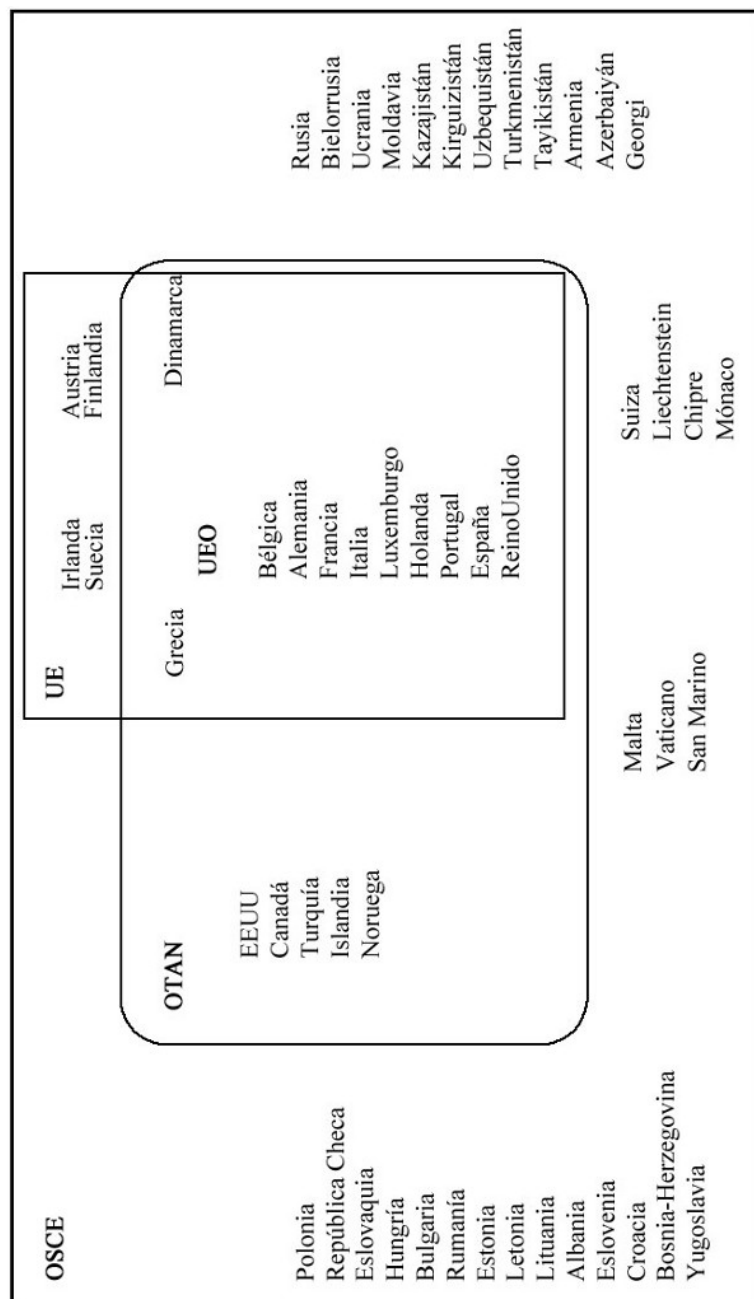 OSCE
UE
Irlanda
Suecia
Austria
Finlandia
OTAN
Grecia
Dinamarca
UEO
EEUU
Canadá
Turquía
Islandia
Noruega
Bélgica
Alemania
Francia
Italia
Luxemburgo
Holanda
Portugal
España
ReinoUnido
Polonia
República Checa
Eslovaquia
Hungría
Bulgaria
Rumanía
Estonia
Letonia
Lituania
Albania
Eslovenia
Croacia
Bosnia-Herzegovina
Yugoslavia
Malta
Vaticano
San Marino
Suiza
Liechtenstein
Chipre
Mónaco
Rusia
Bielorrusia
Ucrania
Moldavia
Kazajistán
Kirguizistán
Uzbequistán
Turkmenistán
Tayikistán
Armenia
Azerbaiyán
Georgi